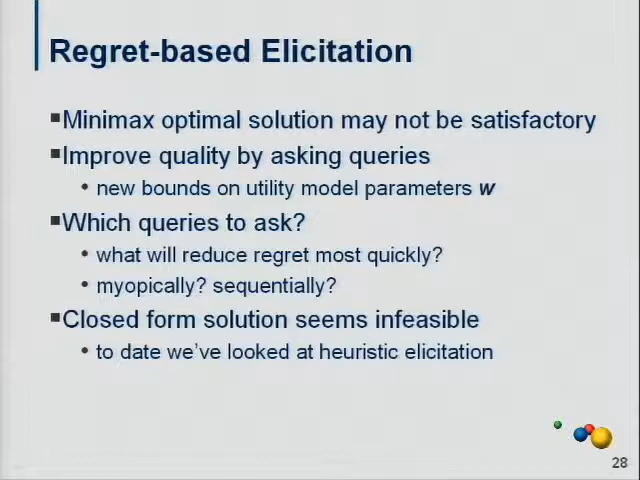 Regret-based Elicitation
▪Minimax optimal solution may not be satisfactory
▪Improve quality by asking queries
• new bounds on utility model parameters w
▪Which queries to ask?
• what will reduce regret most quickly?
• myopically? sequentially?
▪Closed form solution seems infeasible
• to date we've looked at heuristic elicitation
28